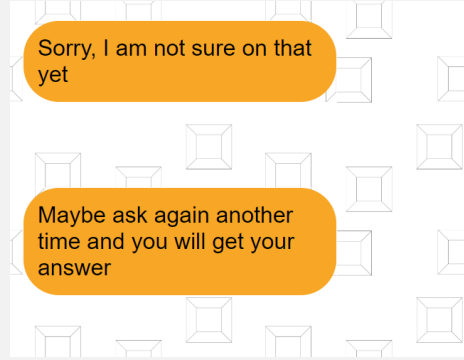 Sorry, I am not sure on that
yet
Maybe ask again another
time and you will get your
answer